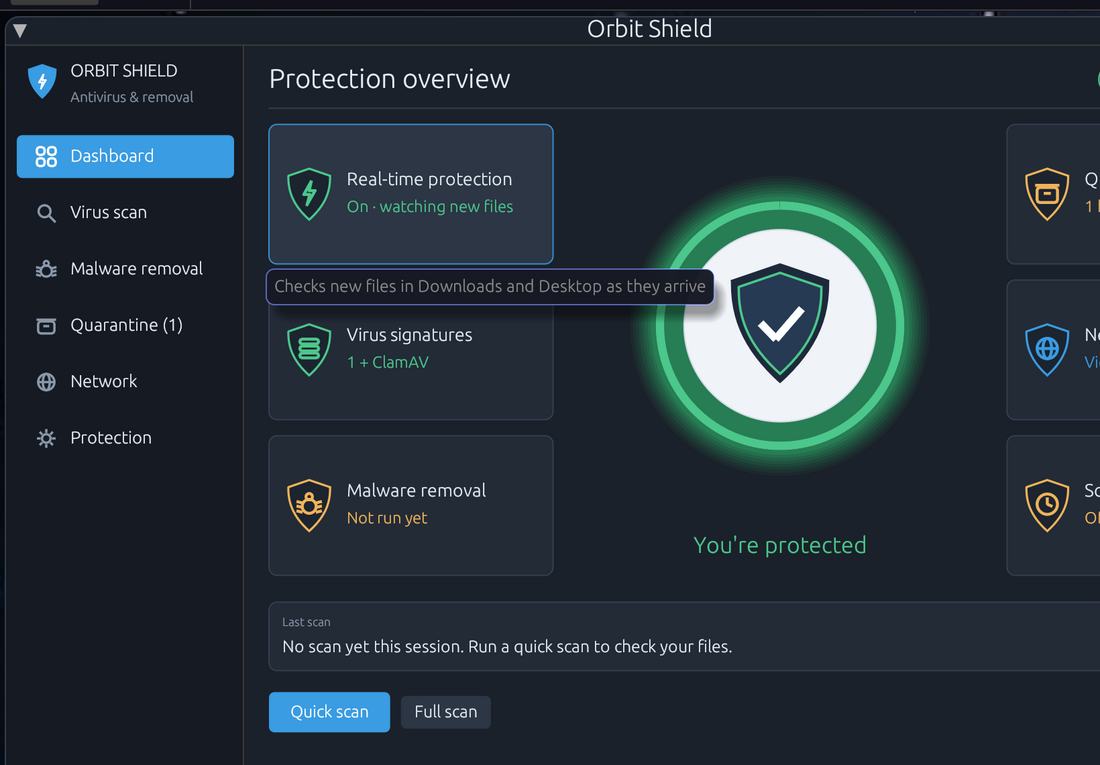 Orbit Shield
ORBIT SHIELD
Antivirus & removal
Dashboard
Virus scan
Malware removal
Quarantine (1)
Network
Protection
Protection overview
Real-time protection
On · watching new files
Checks new files in Downloads and Desktop as they arrive
Virus signatures
1 + ClamAV
Malware removal
Not run yet
You're protected
Q
1
Vi
Last scan
No scan yet this session. Run a quick scan to check your files.
Quick scan
Full scan